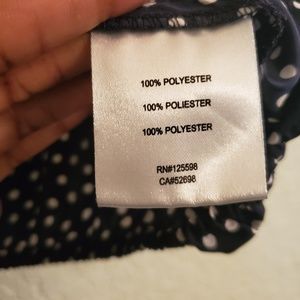 100% POLYESTER
100% POLIESTER
100% POLYESTER
RN#125598
CA#52698